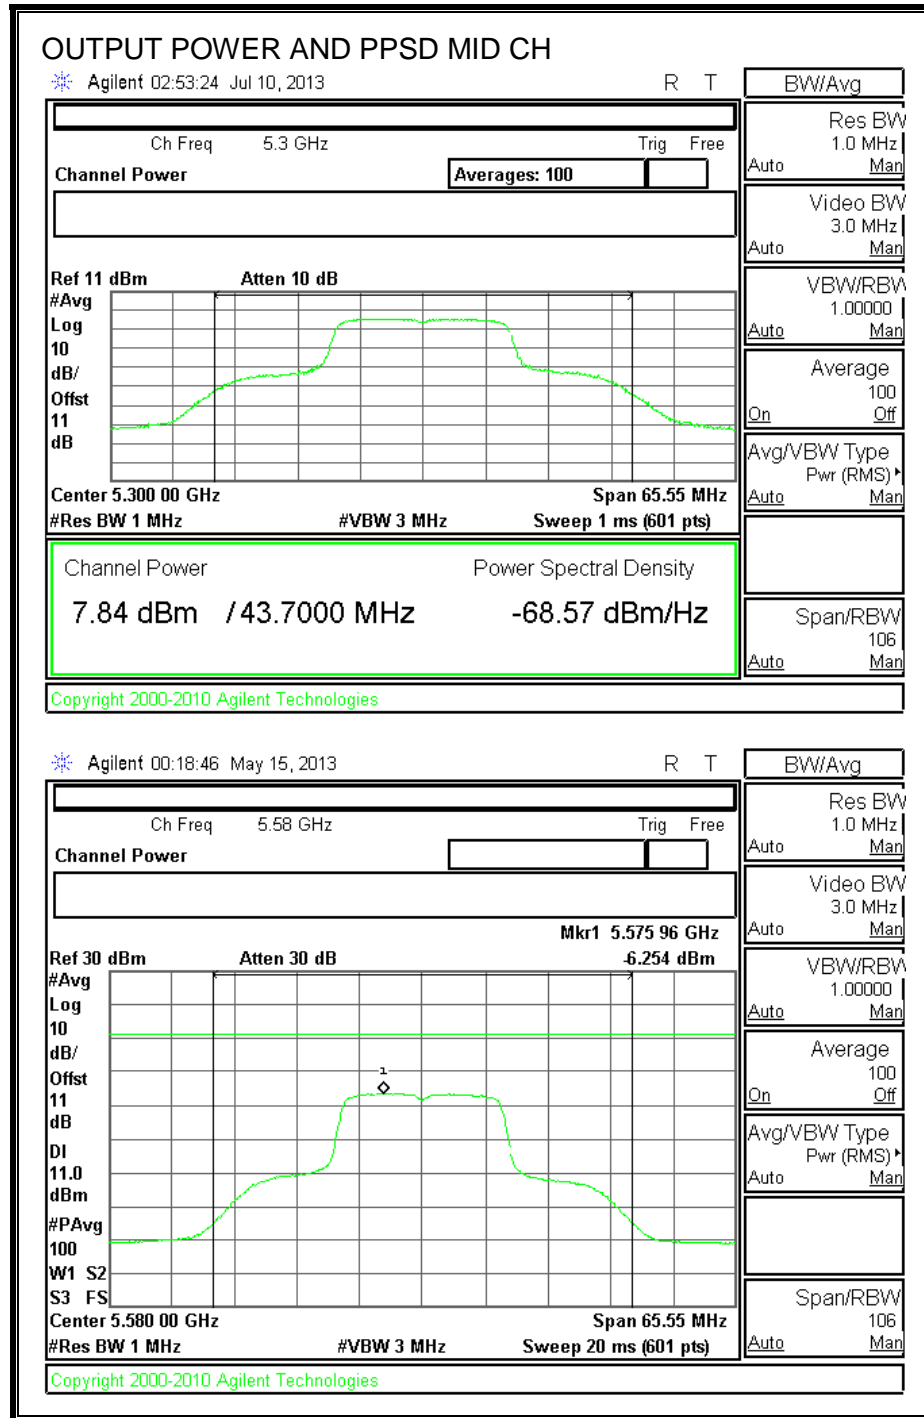 OUTPUT POWER AND PPSD MID CH
Agilent 02:53:24 Jul 10, 2013 R T
BW/Avg
Ch Freq 5.3 GHz Trig Free
Channel Power Averages: 100
Res BW
1.0 MHz
Auto Man
Video BW
3.0 MHz
Auto Man
VBW/RBW
1.00000
Auto Man
Average
100
On Off
Avg/VBW Type
Pwr (RMS)
Auto Man
Span/RBW
106
Auto Man
Ref 11 dBm Atten 10 dB
#Avg
Log
10
dB/
Offst
11
dB
Center 5.300 00 GHz Span 65.55 MHz
#Res BW 1 MHz #VBW 3 MHz Sweep 1 ms (601 pts)
Channel Power Power Spectral Density
7.84 dBm / 43.7000 MHz -68.57 dBm/Hz
Copyright 2000-2010 Agilent Technologies
Agilent 00:18:46 May 15, 2013 R T
BW/Avg
Ch Freq 5.58 GHz Trig Free
Channel Power
Res BW
1.0 MHz
Auto Man
Video BW
3.0 MHz
Auto Man
VBW/RBW
1.00000
Auto Man
Average
100
On Off
Avg/VBW Type
Pwr (RMS)
Auto Man
Span/RBW
106
Auto Man
Mkr1 5.575 96 GHz
Ref 30 dBm Atten 30 dB -6.254 dBm
#Avg
Log
10
dB/
Offst
11
dB
DI
11.0
dBm
#PAvg
100
W1 S2
S3 FS
1
Center 5.580 00 GHz Span 65.55 MHz
#Res BW 1 MHz #VBW 3 MHz Sweep 20 ms (601 pts)
Copyright 2000-2010 Agilent Technologies